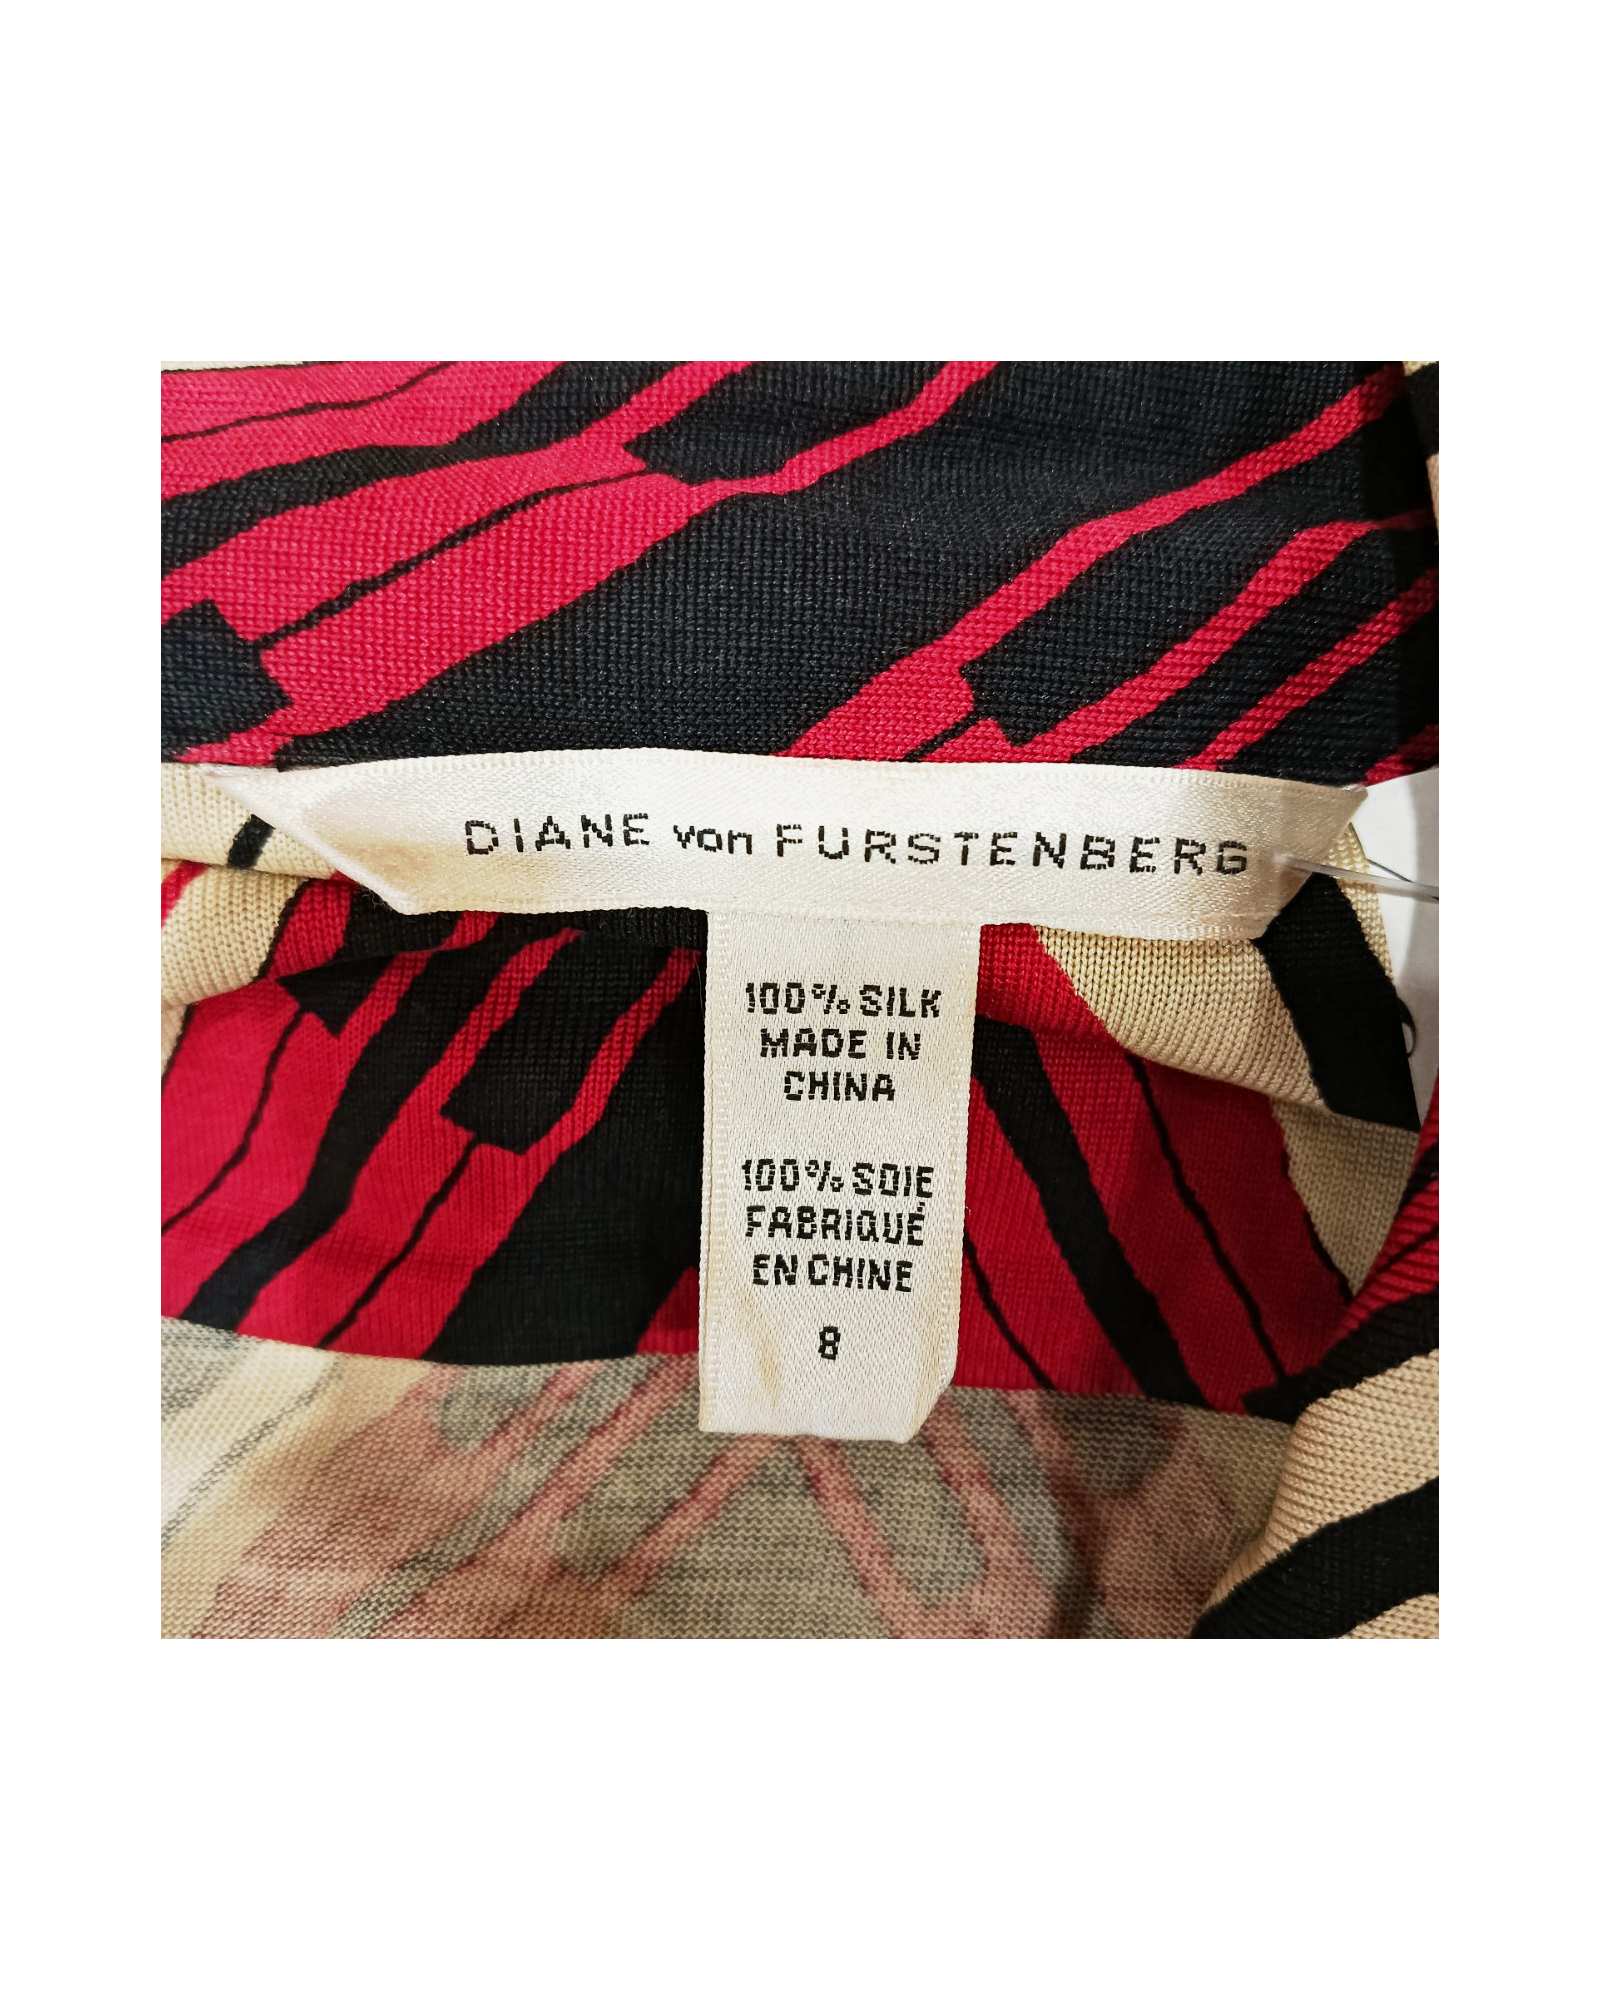 DIANE von FURSTENBERG
100% SILK
MADE IN
CHINA
100% SOIE
FABRIQUÉ
EN CHINE
8